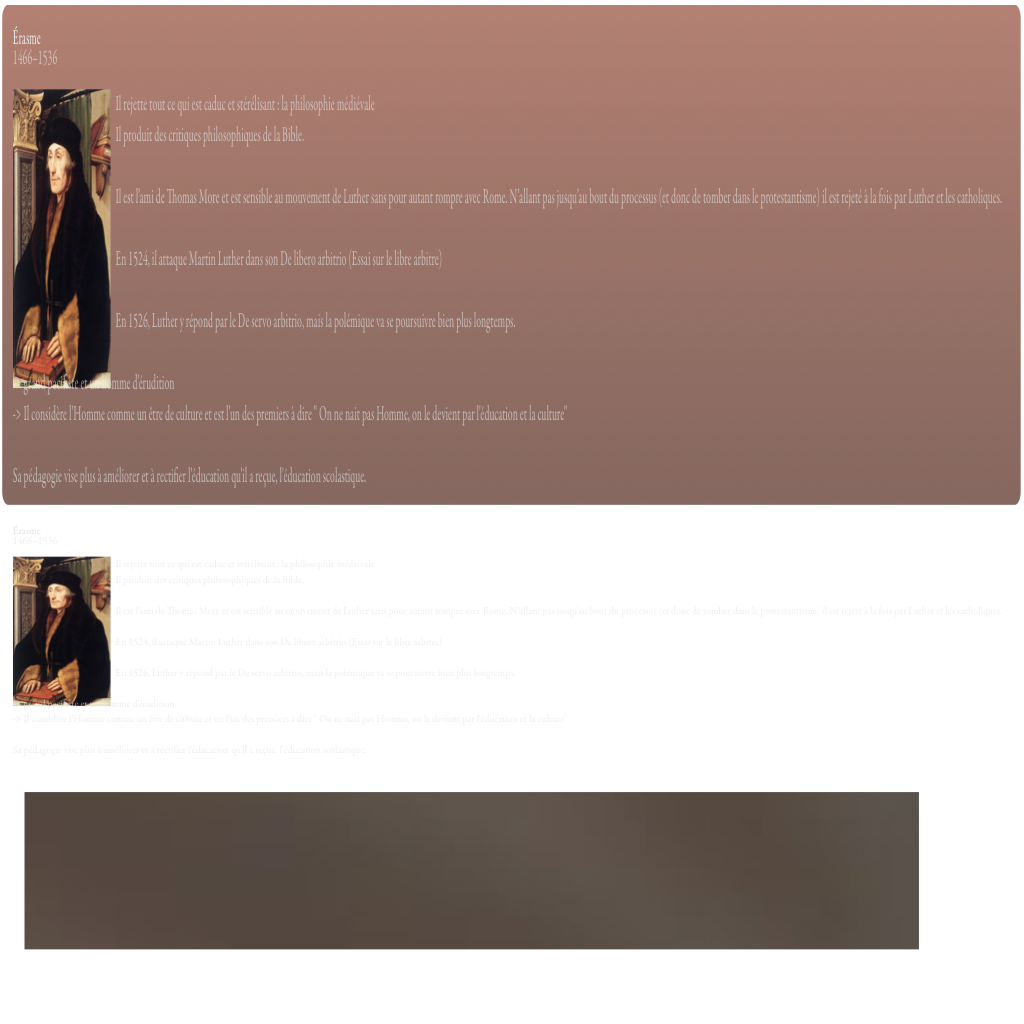 Érasme
1466–1536
Il rejette tout ce qui est caduc et stérélisant : la philosophie médiévale
Il produit des critiques philosophiques de la Bible.
Il est l'ami de Thomas More et est sensible au mouvement de Luther sans pour autant rompre avec Rome. N'allant pas jusqu'au bout du processus (et donc de tomber dans le protestantisme) il est rejeté à la fois par Luther et les catholiques.
En 1524, il attaque Martin Luther dans son De libero arbitrio (Essai sur le libre arbitre)
En 1526, Luther y répond par le De servo arbitrio, mais la polémique va se poursuivre bien plus longtemps.
et un homme d'érudition
-> Il considère l'Homme comme un être de culture et est l'un des premiers à dire " On ne nait pas Homme, on le devient par l'éducation et la culture"
Sa pédagogie vise plus à améliorer et à rectifier l'éducation qu'il a reçue, l'éducation scolastique.
Érasme
1466–1536
Il rejette tout ce qui est caduc et stérélisant : la philosophie médiévale
Il produit des critiques philosophiques de la Bible.
Il est l'ami de Thomas More et est sensible au mouvement de Luther sans pour autant rompre avec Rome. N'allant pas jusqu'au bout du processus (et donc de tomber dans le protestantisme) il est rejeté à la fois par Luther et les catholiques.
En 1524, il attaque Martin Luther dans son De libero arbitrio (Essai sur le libre arbitre)
En 1526, Luther y répond par le De servo arbitrio, mais la polémique va se poursuivre bien plus longtemps.
et un homme d'érudition
-> Il considère l'Homme comme un être de culture et est l'un des premiers à dire " On ne nait pas Homme, on le devient par l'éducation et la culture"
Sa pédagogie vise plus à améliorer et à rectifier l'éducation qu'il a reçue, l'éducation scolastique.